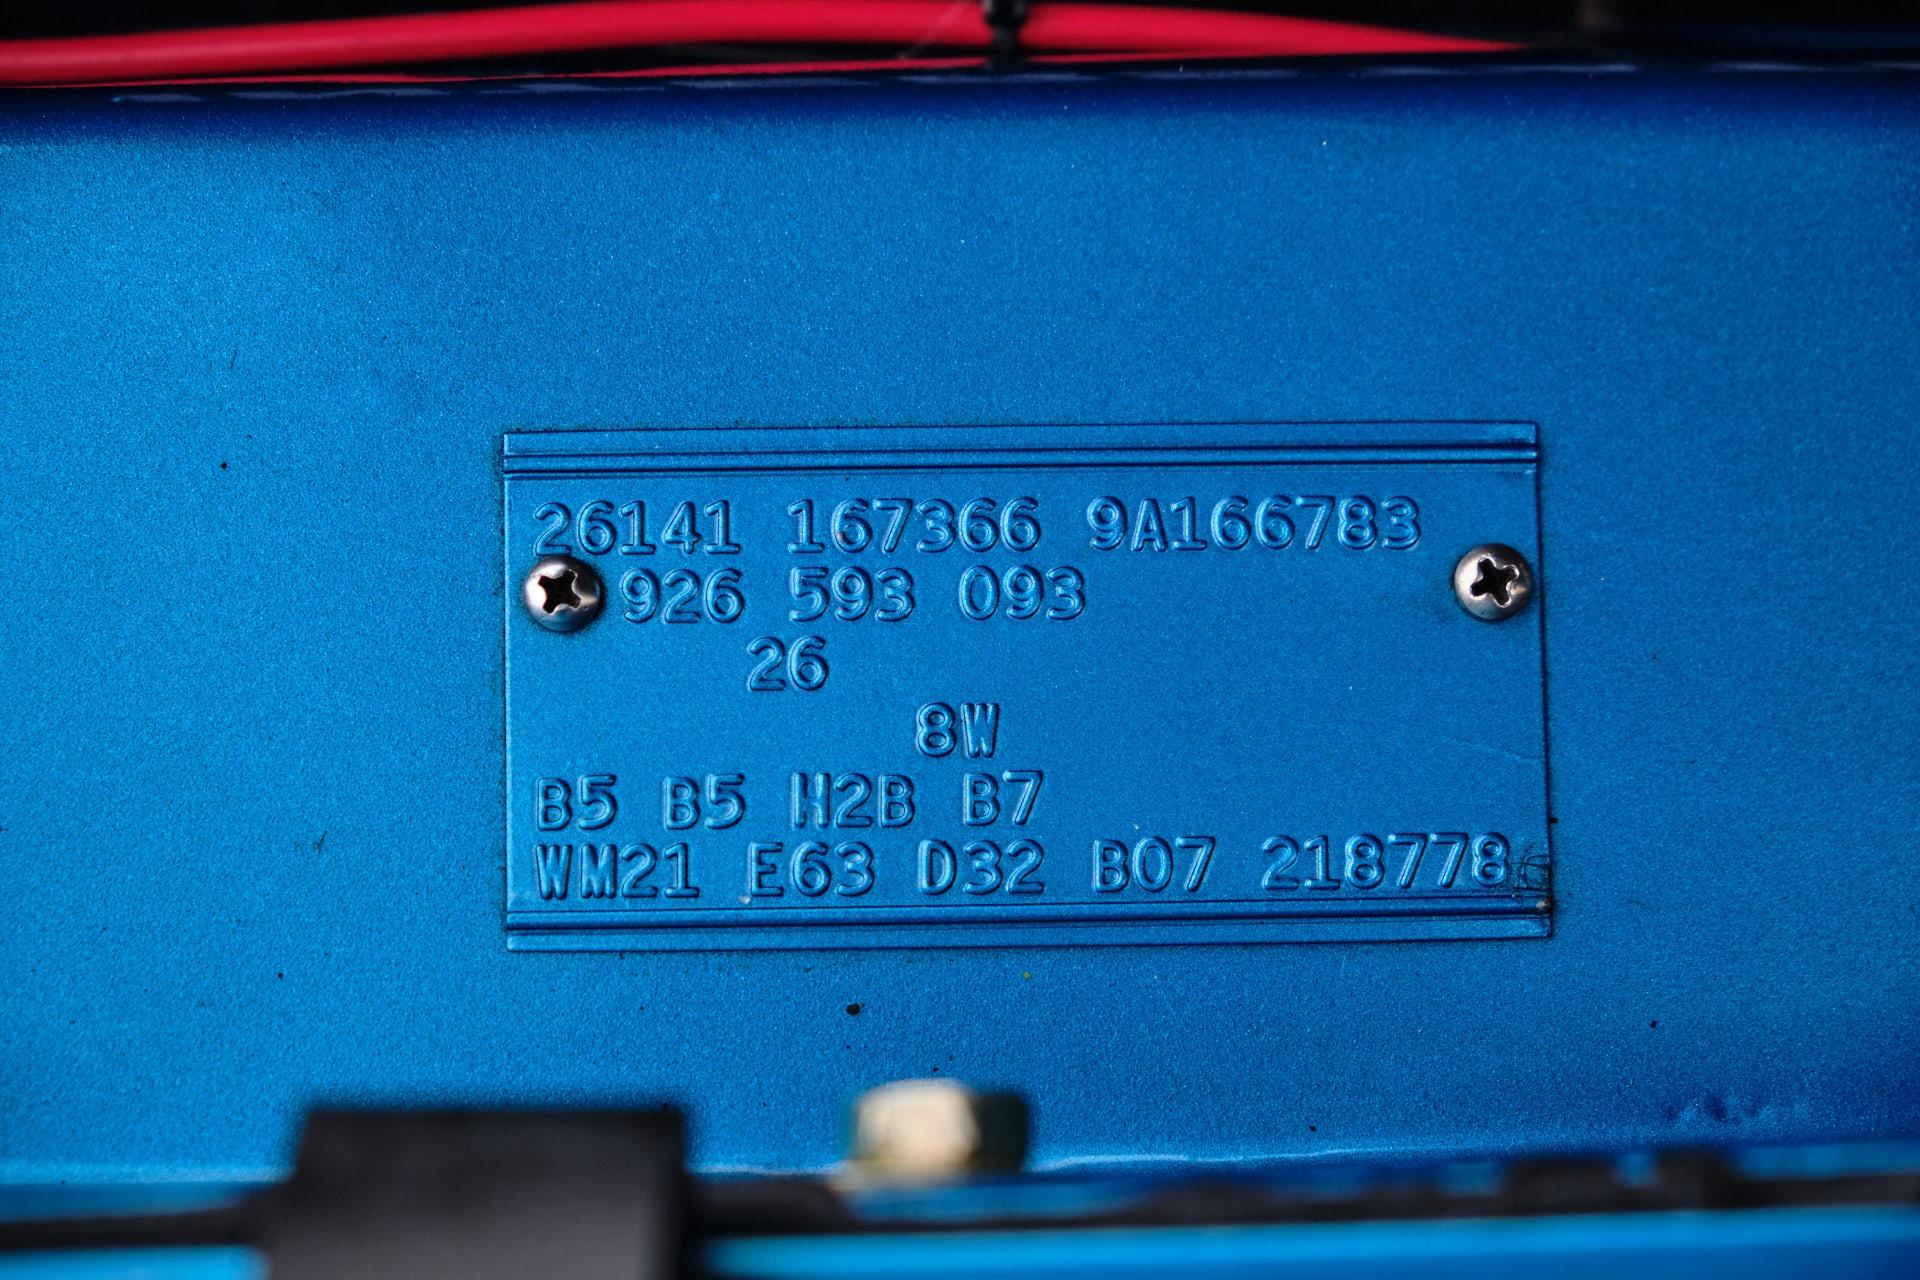 26141 167366 9A166783
926 593 093
26
8W
B5 B5 H2B B7
WM21 E63 D32 B07 218778